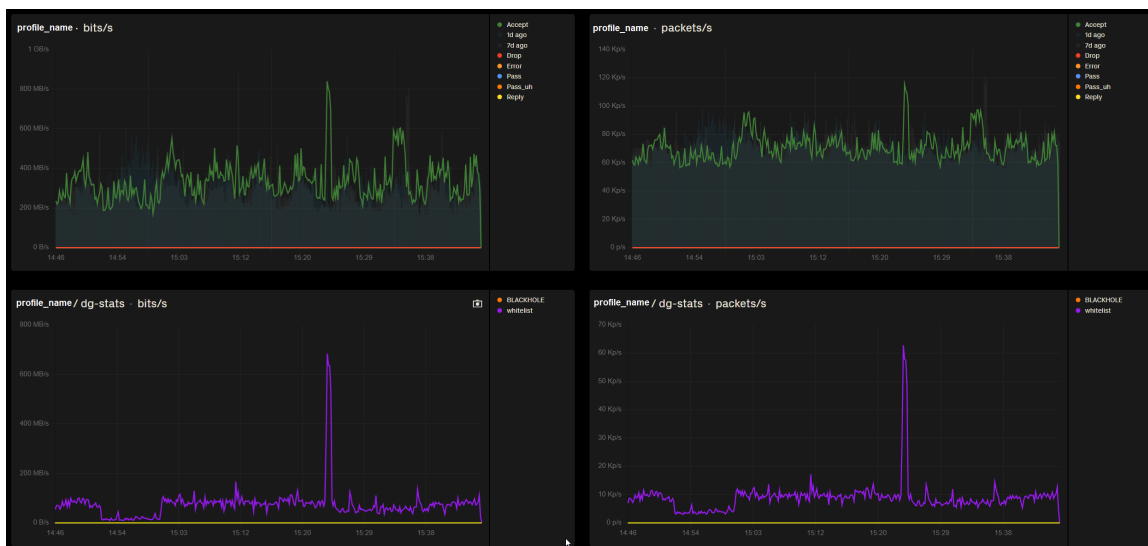 profile_name · bits/s
1 GB/s
800 MB/s
600 MB/s
400 MB/s
200 MB/s
0 B/s
14:46 14:54 15:03 15:12 15:20 15:29 15:38
Accept
1d ago
7d ago
Drop
Error
Pass
Pass_uh
Reply
profile_name · packets/s
140 Kp/s
120 Kp/s
100 Kp/s
80 Kp/s
60 Kp/s
40 Kp/s
20 Kp/s
0 p/s
14:46 14:54 15:03 15:12 15:20 15:29 15:38
Accept
1d ago
7d ago
Drop
Error
Pass
Pass_uh
Reply
profile_name / dg-stats · bits/s
800 MB/s
600 MB/s
400 MB/s
200 MB/s
0 B/s
14:46 14:54 15:03 15:12 15:20 15:29 15:38
BLACKHOLE
whitelist
profile_name / dg-stats · packets/s
70 Kp/s
60 Kp/s
50 Kp/s
40 Kp/s
30 Kp/s
20 Kp/s
10 Kp/s
0 p/s
14:46 14:54 15:03 15:12 15:20 15:29 15:38
BLACKHOLE
whitelist